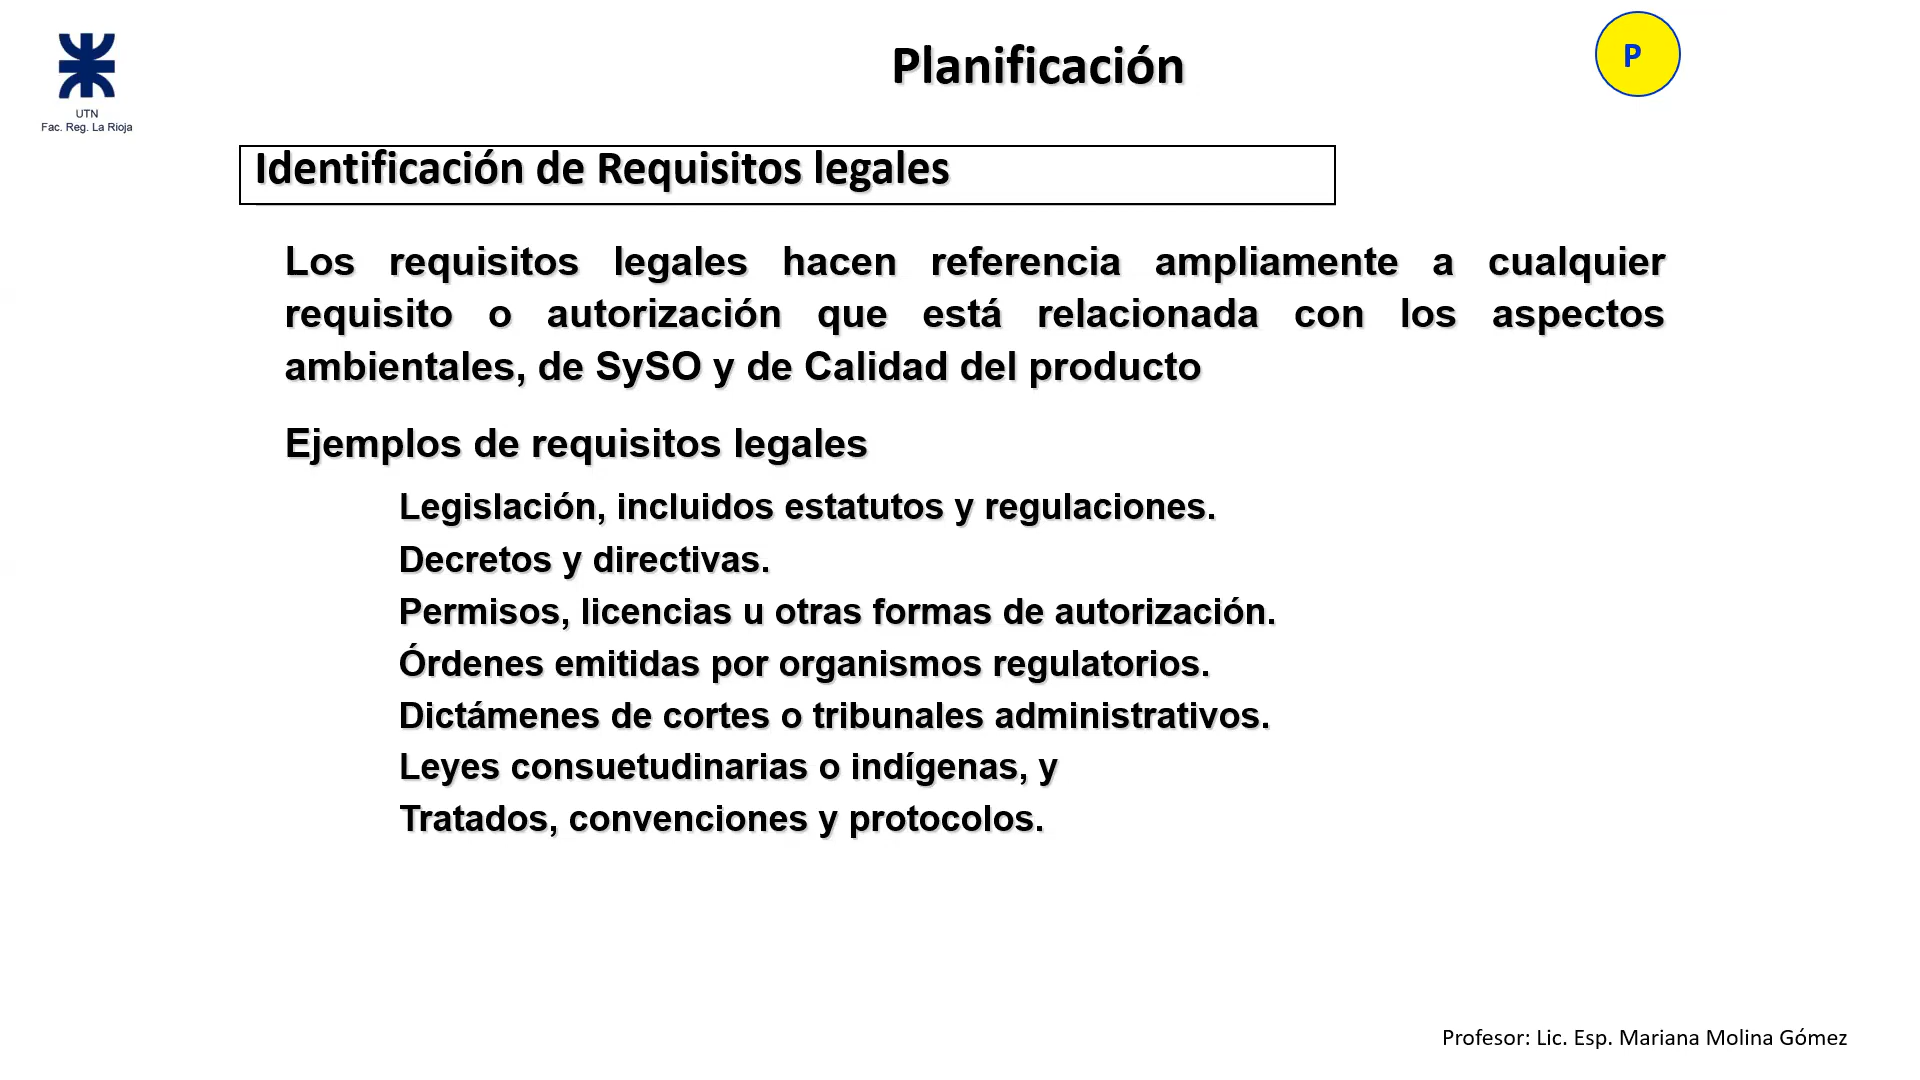 UTN
Fac. Reg. La Rioja
Planificación
P
Identificación de Requisitos legales
Los requisitos legales hacen referencia ampliamente a cualquier
requisito o autorización que está relacionada con los aspectos
ambientales, de SySO y de Calidad del producto
Ejemplos de requisitos legales
Legislación, incluidos estatutos y regulaciones.
Decretos y directivas.
Permisos, licencias u otras formas de autorización.
Órdenes emitidas por organismos regulatorios.
Dictámenes de cortes o tribunales administrativos.
Leyes consuetudinarias o indígenas, y
Tratados, convenciones y protocolos.
Profesor: Lic. Esp. Mariana Molina Gómez